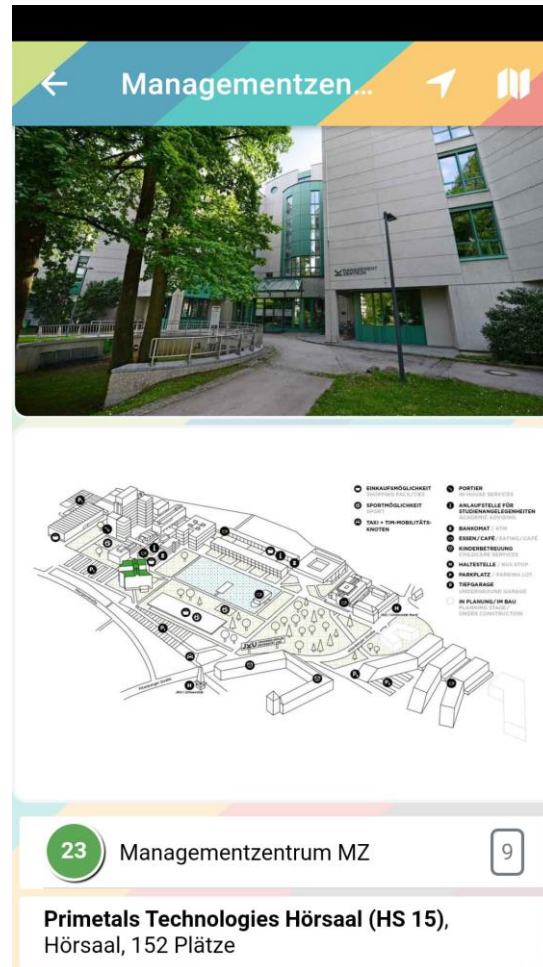 Managementzen...
MANAGEMENT
ZENTRUM
EINKAUFSMÖGLICHKEIT
SHOPPING FACILITIES
SPORTMÖGLICHKEIT
SPORT
TAXI + TIM-MOBILITÄTS-
KNOTEN
PORTIER
IN-HOUSE SERVICES
ANLAUFSTELLE FÜR
STUDIENANGELEGENHEITEN
ACADEMIC ADVISING
BANKOMAT / ATM
ESSEN/CAFÉ/EATING/CAFÉ
KINDERBETREUUNG
CHILDCARE SERVICES
HALTESTELLE / BUS STOP
PARKPLATZ / PARKING LOT
TIEFGARAGE
UNDERGROUND GARAGE
IN PLANUNG/IM BAU
PLANNING STAGE/
UNDER CONSTRUCTION
JKU
23 Managementzentrum MZ 9
Primetals Technologies Hörsaal (HS 15),
Hörsaal, 152 Plätze